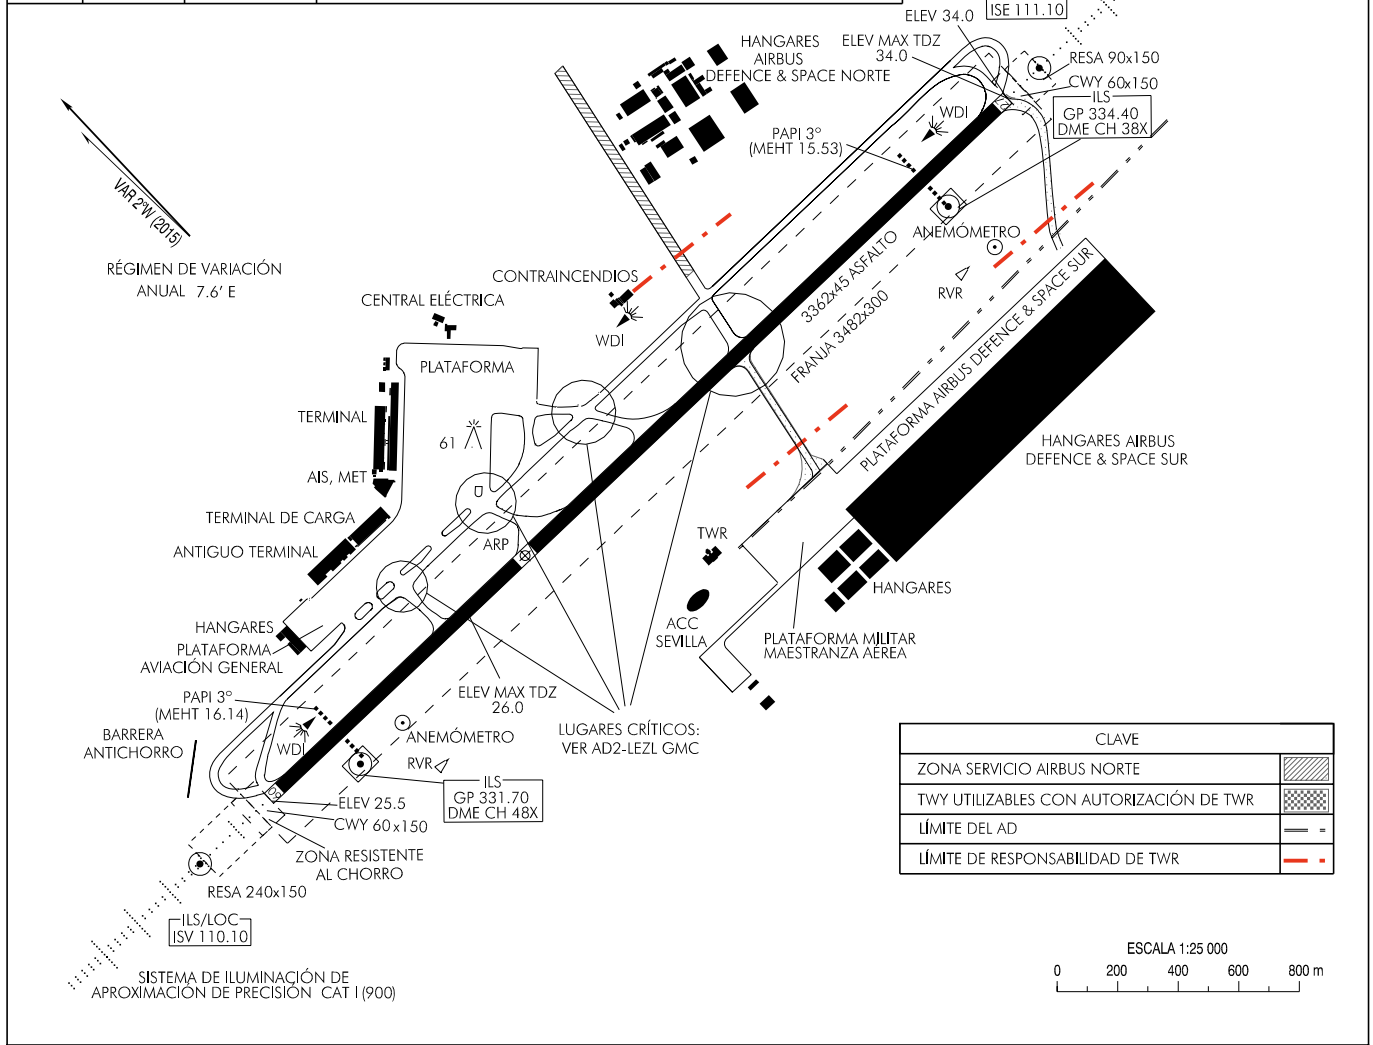 ISE 111.10
ELEV 34.0
ELEV MAX TDZ
34.0
HANGARES
AIRBUS
DEFENCE & SPACE NORTE
RESA 90x150
CWY 60x150
ILS
GP 334.40
DME CH 38X
WDI
PAPI 3°
(MEHT 15.53)
27
VAR 2°W (2015)
RÉGIMEN DE VARIACIÓN
ANUAL 7.6' E
ANEMÓMETRO
RVR
CONTRAINCENDIOS
WDI
CENTRAL ELÉCTRICA
PLATAFORMA
3362x45 ASFALTO
FRANJA 3482x300
PLATAFORMA AIRBUS DEFENCE & SPACE SUR
HANGARES AIRBUS
DEFENCE & SPACE SUR
TERMINAL
61
AIS, MET
TERMINAL DE CARGA
ANTIGUO TERMINAL
ARP
TWR
HANGARES
ACC
SEVILLA
PLATAFORMA MILITAR
MAESTRANZA AÉREA
HANGARES
PLATAFORMA
AVIACIÓN GENERAL
PAPI 3°
(MEHT 16.14)
ELEV MAX TDZ
26.0
LUGARES CRÍTICOS:
VER AD2-LEZL GMC
BARRERA
ANTICHORRO
WDI
ANEMÓMETRO
RVR
ILS
GP 331.70
DME CH 48X
09
ELEV 25.5
CWY 60x150
ZONA RESISTENTE
AL CHORRO
RESA 240x150
ILS/LOC
ISV 110.10
SISTEMA DE ILUMINACIÓN DE
APROXIMACIÓN DE PRECISIÓN CAT I (900)
CLAVE
ZONA SERVICIO AIRBUS NORTE
TWY UTILIZABLES CON AUTORIZACIÓN DE TWR
LÍMITE DEL AD
LÍMITE DE RESPONSABILIDAD DE TWR
ESCALA 1:25 000
0 200 400 600 800 m